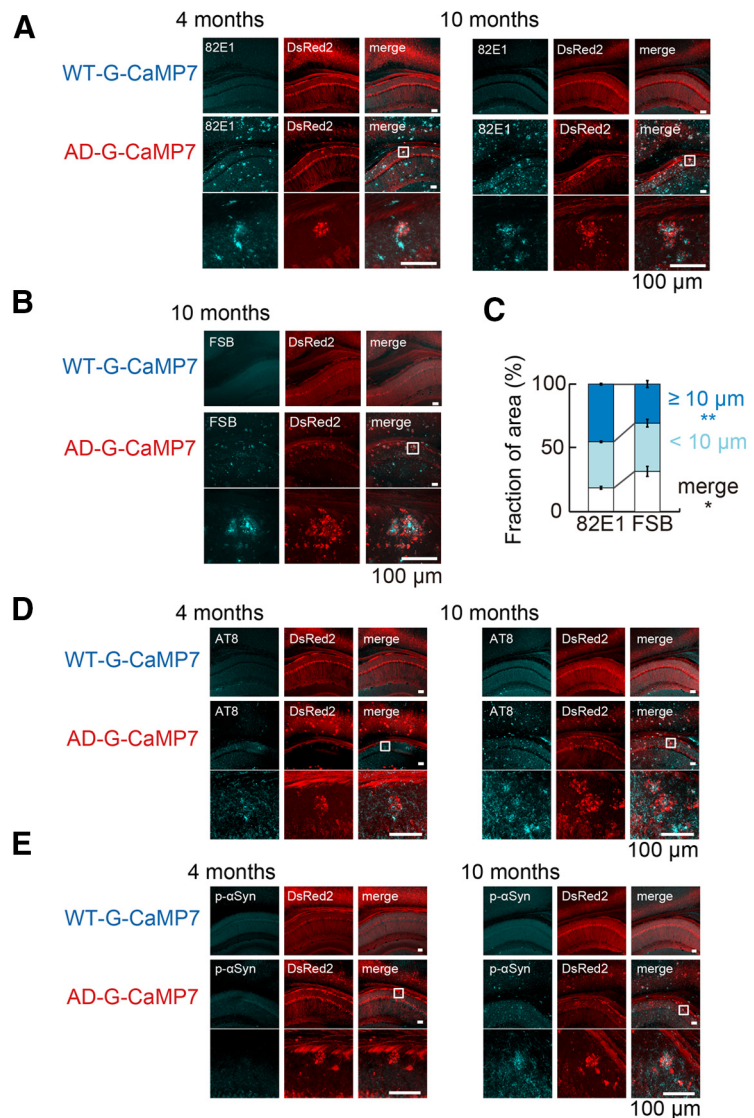 A
4 months 10 months
82E1 DsRed2 merge 82E1 DsRed2 merge
WT-G-CaMP7
82E1 DsRed2 merge 82E1 DsRed2 merge
AD-G-CaMP7
100 µm
B
10 months
FSB DsRed2 merge
WT-G-CaMP7
FSB DsRed2 merge
AD-G-CaMP7
100 µm
C
Fraction of area (%)
100
50
0
≥ 10 µm
**
< 10 µm
merge
*
82E1 FSB
D
4 months 10 months
AT8 DsRed2 merge AT8 DsRed2 merge
WT-G-CaMP7
AT8 DsRed2 merge AT8 DsRed2 merge
AD-G-CaMP7
100 µm
E
4 months 10 months
p-αSyn DsRed2 merge p-αSyn DsRed2 merge
WT-G-CaMP7
p-αSyn DsRed2 merge p-αSyn DsRed2 merge
AD-G-CaMP7
100 µm